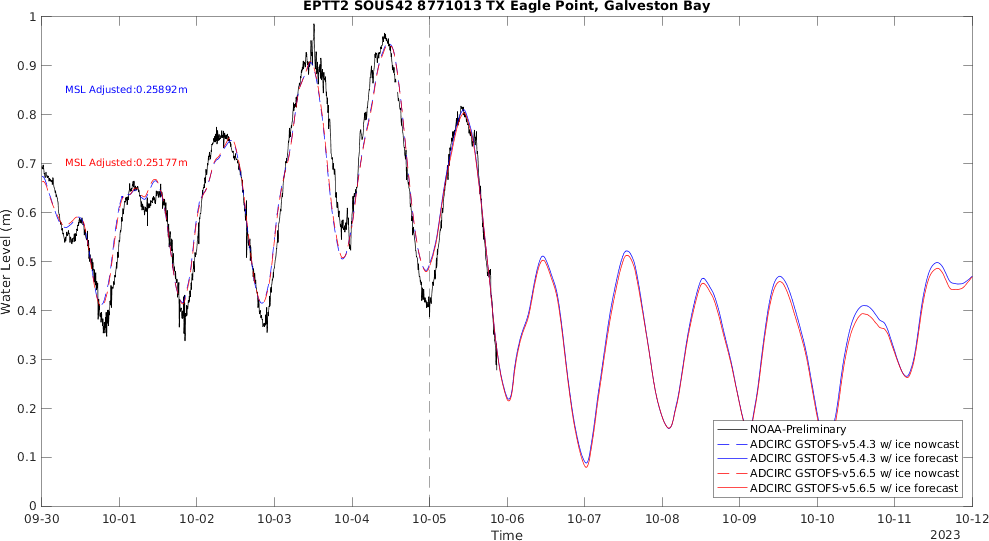 EPTT2 SOUS42 8771013 TX Eagle Point, Galveston Bay
1
0.9
0.8
0.7
0.6
0.5
0.4
0.3
0.2
0.1
0
Water Level (m)
MSL Adjusted:0.25892m
MSL Adjusted:0.25177m
NOAA-Preliminary
ADCIRC GSTOFS-v5.4.3 w/ ice nowcast
ADCIRC GSTOFS-v5.4.3 w/ ice forecast
ADCIRC GSTOFS-v5.6.5 w/ ice nowcast
ADCIRC GSTOFS-v5.6.5 w/ ice forecast
09-30 10-01 10-02 10-03 10-04 10-05 10-06 10-07 10-08 10-09 10-10 10-11 10-12
Time
2023